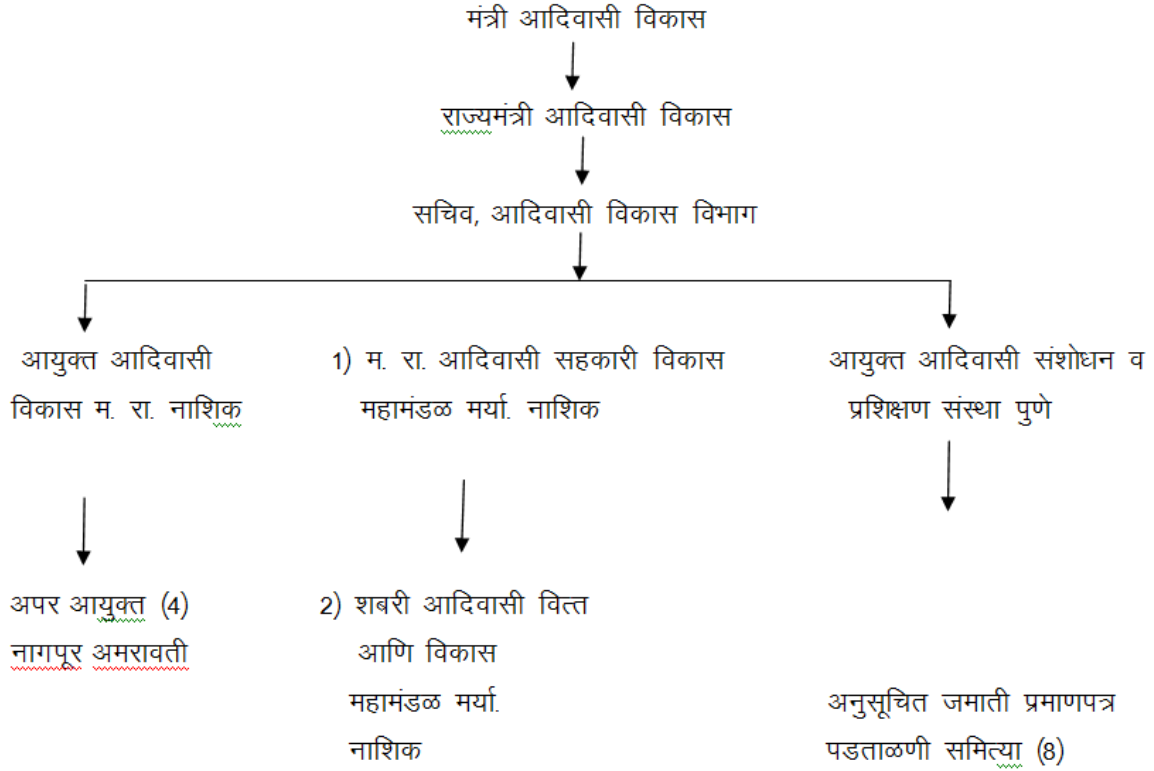 मंत्री आदिवासी विकास
राज्यमंत्री आदिवासी विकास
सचिव, आदिवासी विकास विभाग
आयुक्त आदिवासी
विकास म. रा. नाशिक
1) म. रा. आदिवासी सहकारी विकास
महामंडळ मर्या. नाशिक
आयुक्त आदिवासी संशोधन व
प्रशिक्षण संस्था पुणे
अपर आयुक्त (4)
नागपूर अमरावती
2) शबरी आदिवासी वित्त
आणि विकास
महामंडळ मर्या.
नाशिक
अनुसूचित जमाती प्रमाणपत्र
पडताळणी समित्या (8)